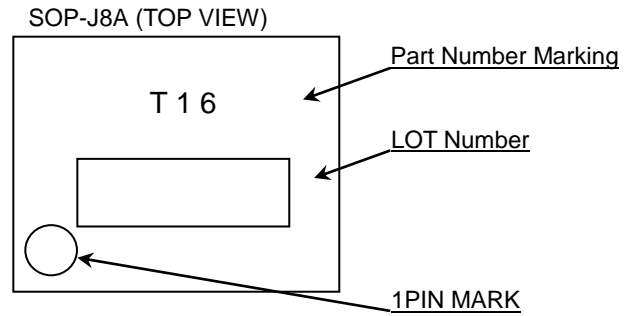 SOP-J8A (TOP VIEW)
Part Number Marking
T 1 6
LOT Number
1PIN MARK